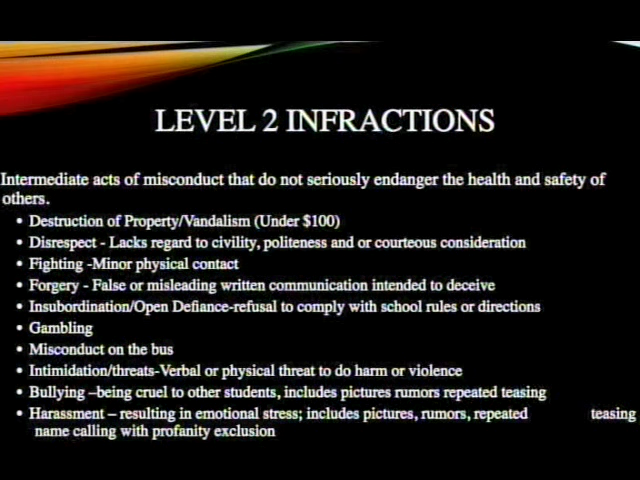 LEVEL 2 INFRACTIONS
Intermediate acts of misconduct that do not seriously endanger the health and safety of
others.
• Destruction of Property/Vandalism (Under $100)
• Disrespect - Lacks regard to civility, politeness and or courteous consideration
• Fighting -Minor physical contact
• Forgery - False or misleading written communication intended to deceive
• Insubordination/Open Defiance-refusal to comply with school rules or directions
• Gambling
• Misconduct on the bus
• Intimidation/threats-Verbal or physical threat to do harm or violence
• Bullying –being cruel to other students, includes pictures rumors repeated teasing
• Harassment – resulting in emotional stress; includes pictures, rumors, repeated teasing
name calling with profanity exclusion